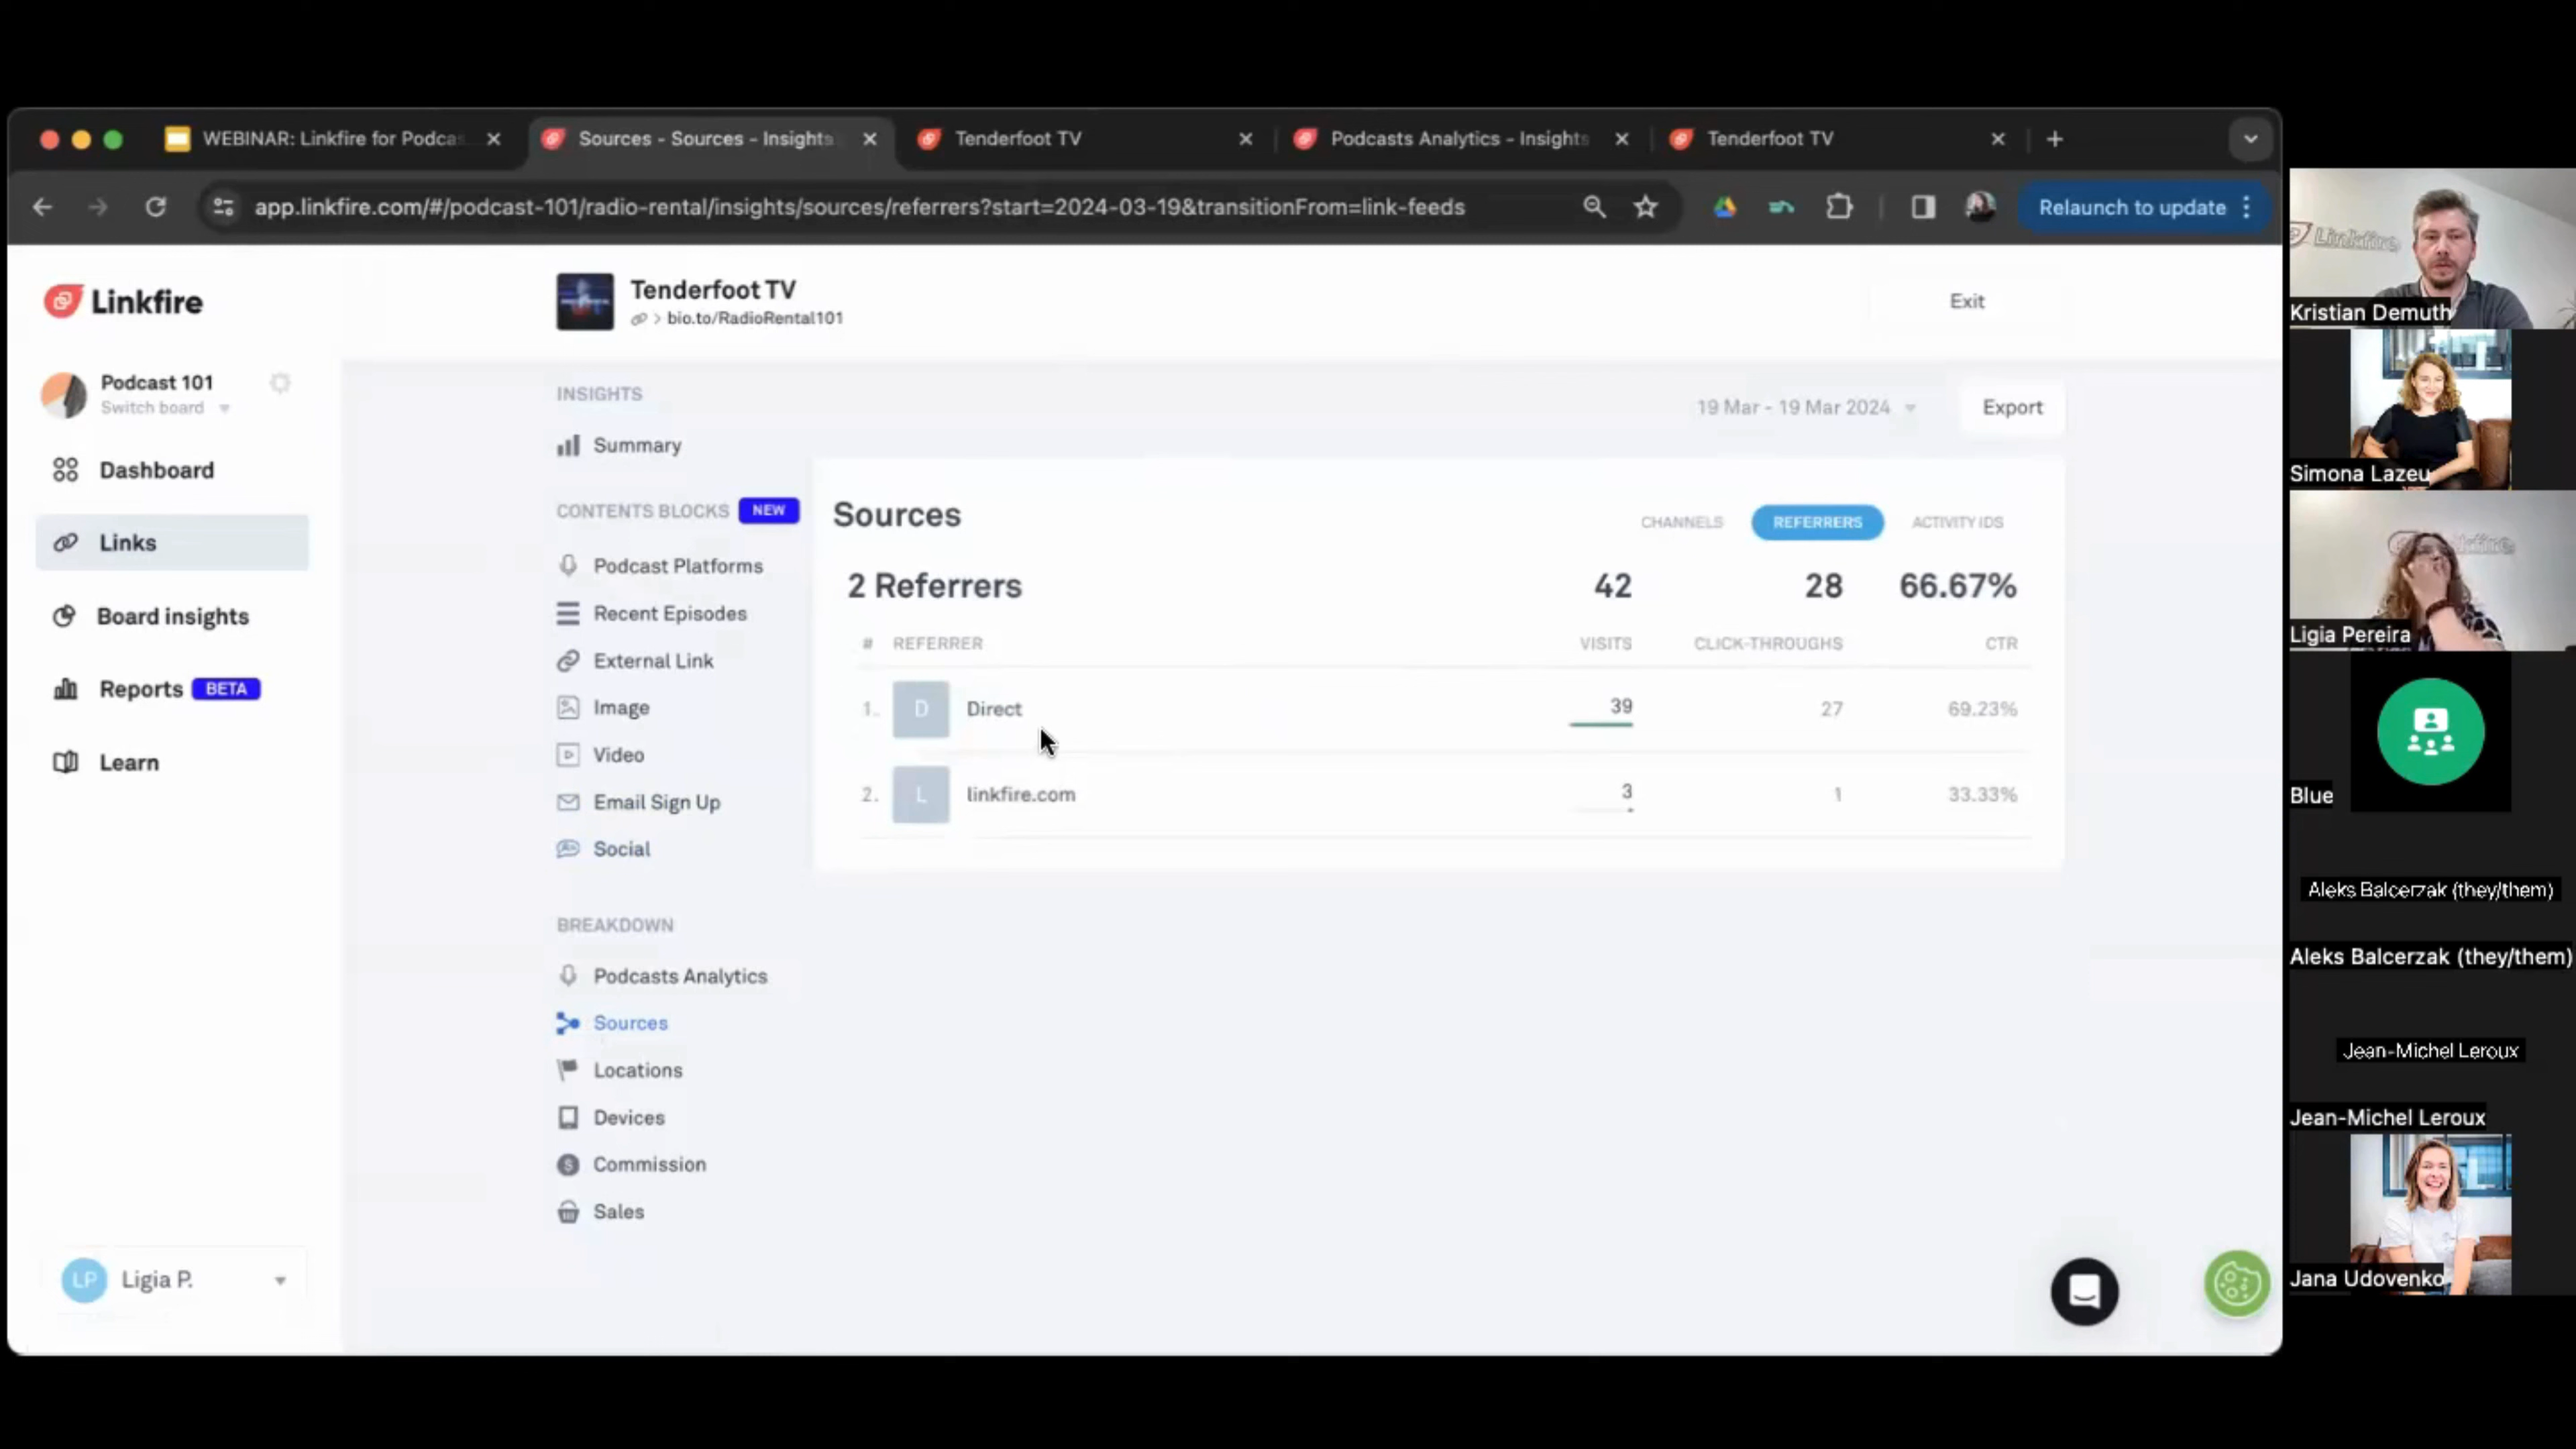 WEBINAR: Linkfire for Podcas
Sources - Sources - Insights
Tenderfoot TV
Podcasts Analytics - Insights
Tenderfoot TV
app.linkfire.com/#/podcast-101/radio-rental/insights/sources/referrers?start=2024-03-19&transitionFrom=link-feeds
Relaunch to update
Linkfire
Podcast 101
Switch board
Dashboard
Links
Board insights
Reports BETA
Learn
LP Ligia P.
Tenderfoot TV
> bio.to/RadioRental101
Exit
INSIGHTS
Summary
CONTENTS BLOCKS NEW
Podcast Platforms
Recent Episodes
External Link
Image
Video
Email Sign Up
Social
BREAKDOWN
Podcasts Analytics
Sources
Locations
Devices
Commission
Sales
19 Mar - 19 Mar 2024
Export
Sources
CHANNELS REFERRERS ACTIVITY IDS
2 Referrers 42 28 66.67%
# REFERRER VISITS CLICK-THROUGHS CTR
1. D Direct 39 27 69.23%
2. L linkfire.com 3 1 33.33%
Linkfire
Kristian Demuth
Simona Lazeu
Ligia Pereira
Blue
Aleks Balcerzak (they/them)
Aleks Balcerzak (they/them)
Jean-Michel Leroux
Jean-Michel Leroux
Jana Udovenko